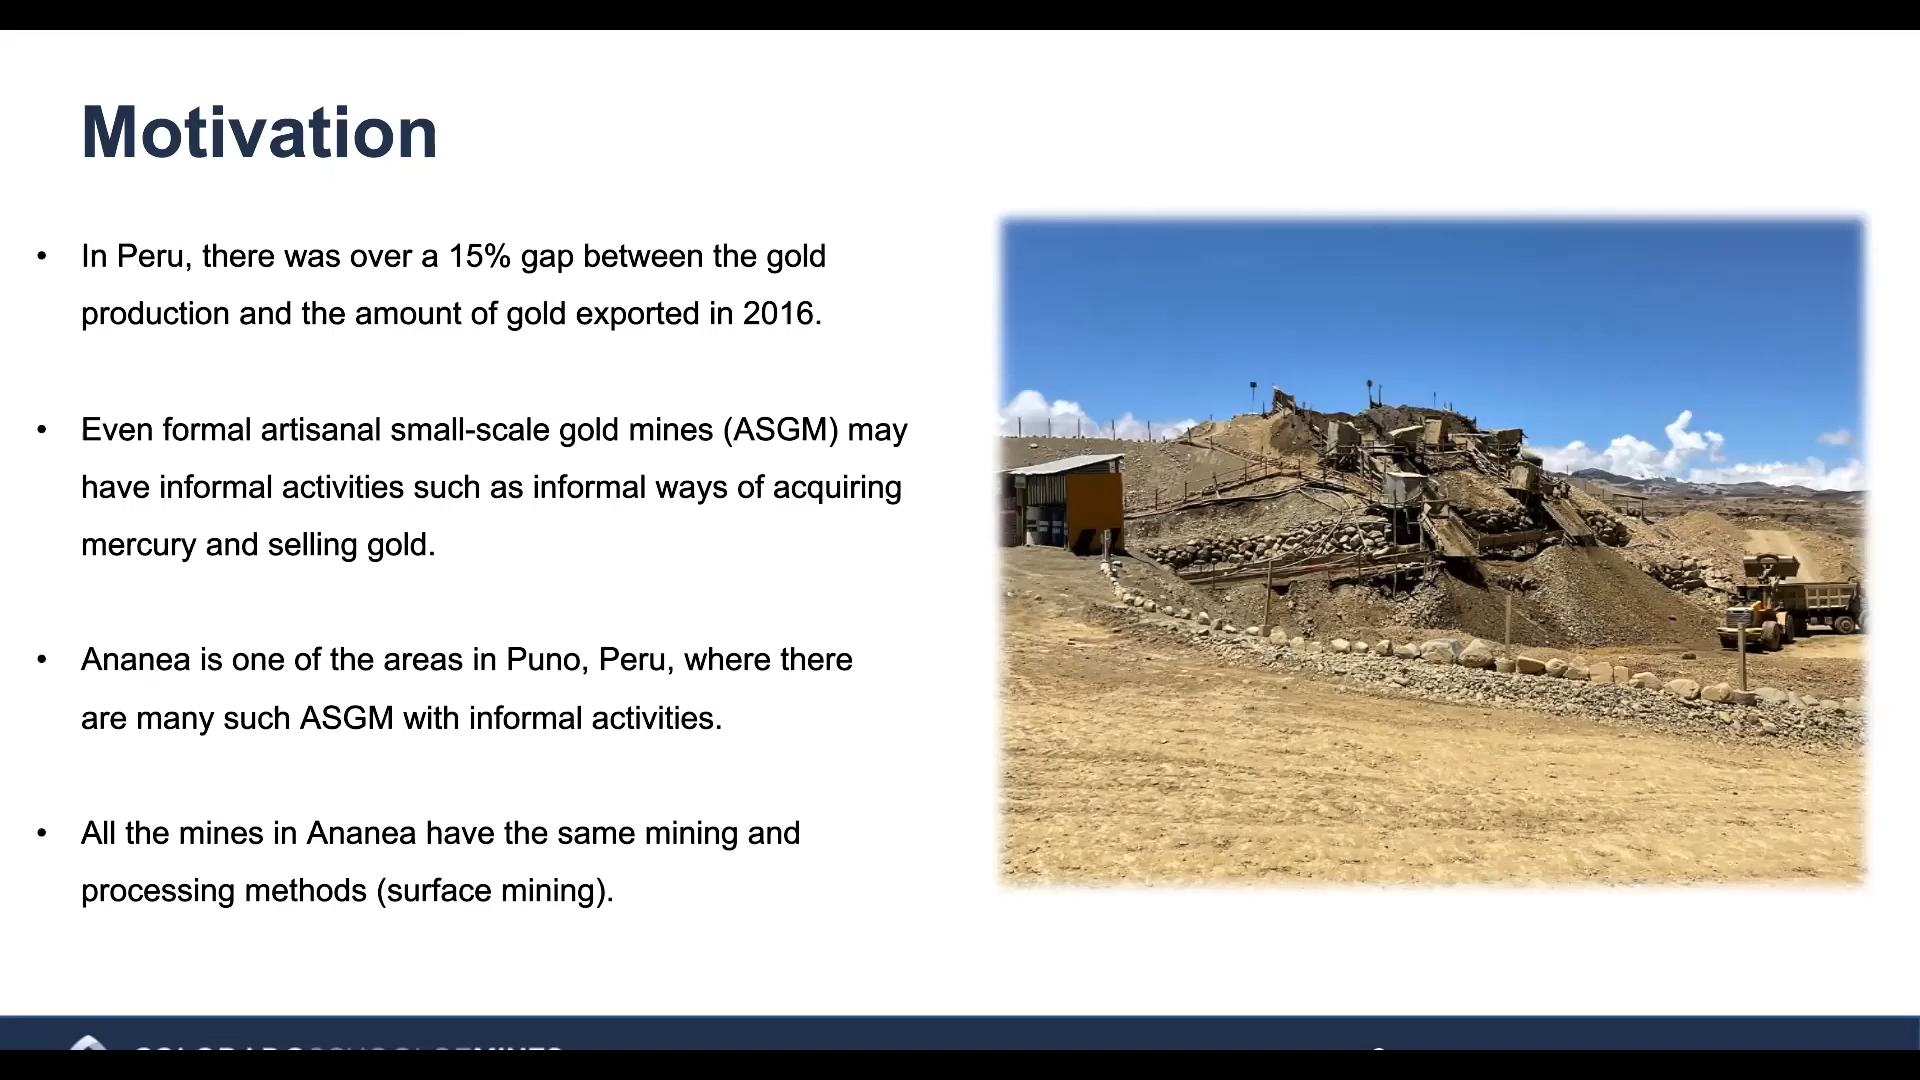 Motivation
• In Peru, there was over a 15% gap between the gold
production and the amount of gold exported in 2016.
• Even formal artisanal small-scale gold mines (ASGM) may
have informal activities such as informal ways of acquiring
mercury and selling gold.
• Ananea is one of the areas in Puno, Peru, where there
are many such ASGM with informal activities.
• All the mines in Ananea have the same mining and
processing methods (surface mining).
COLORADOSCHOOLOFMINES